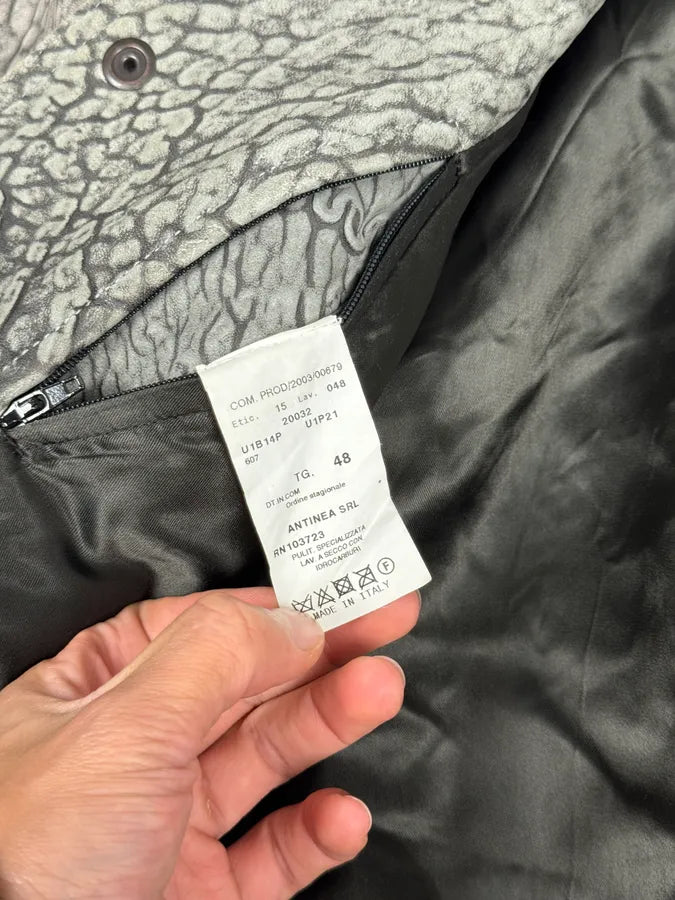 COM. PROD/2003/00679
Etic. 15 Lav. 048
20032
U1B14P U1P21
607
TG. 48
DT.IN.COM
Ordine stagionale
ANTINEA SRL
RN103723
PULIT. SPECIALIZZATA
LAV. A SECCO CON
IDROCARBURI
F
MADE IN ITALY